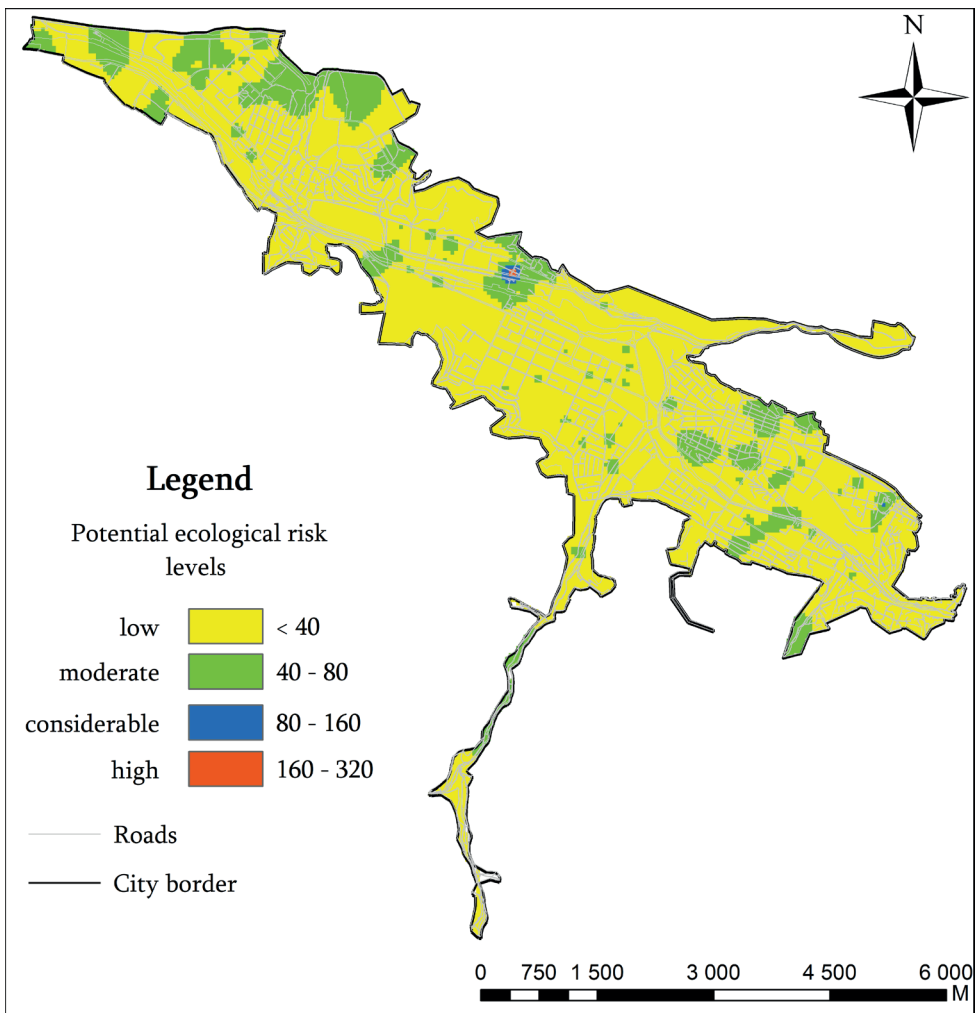 N
Legend
Potential ecological risk
levels
low < 40
moderate 40 - 80
considerable 80 - 160
high 160 - 320
Roads
City border
0 750 1 500 3 000 4 500 6 000
M